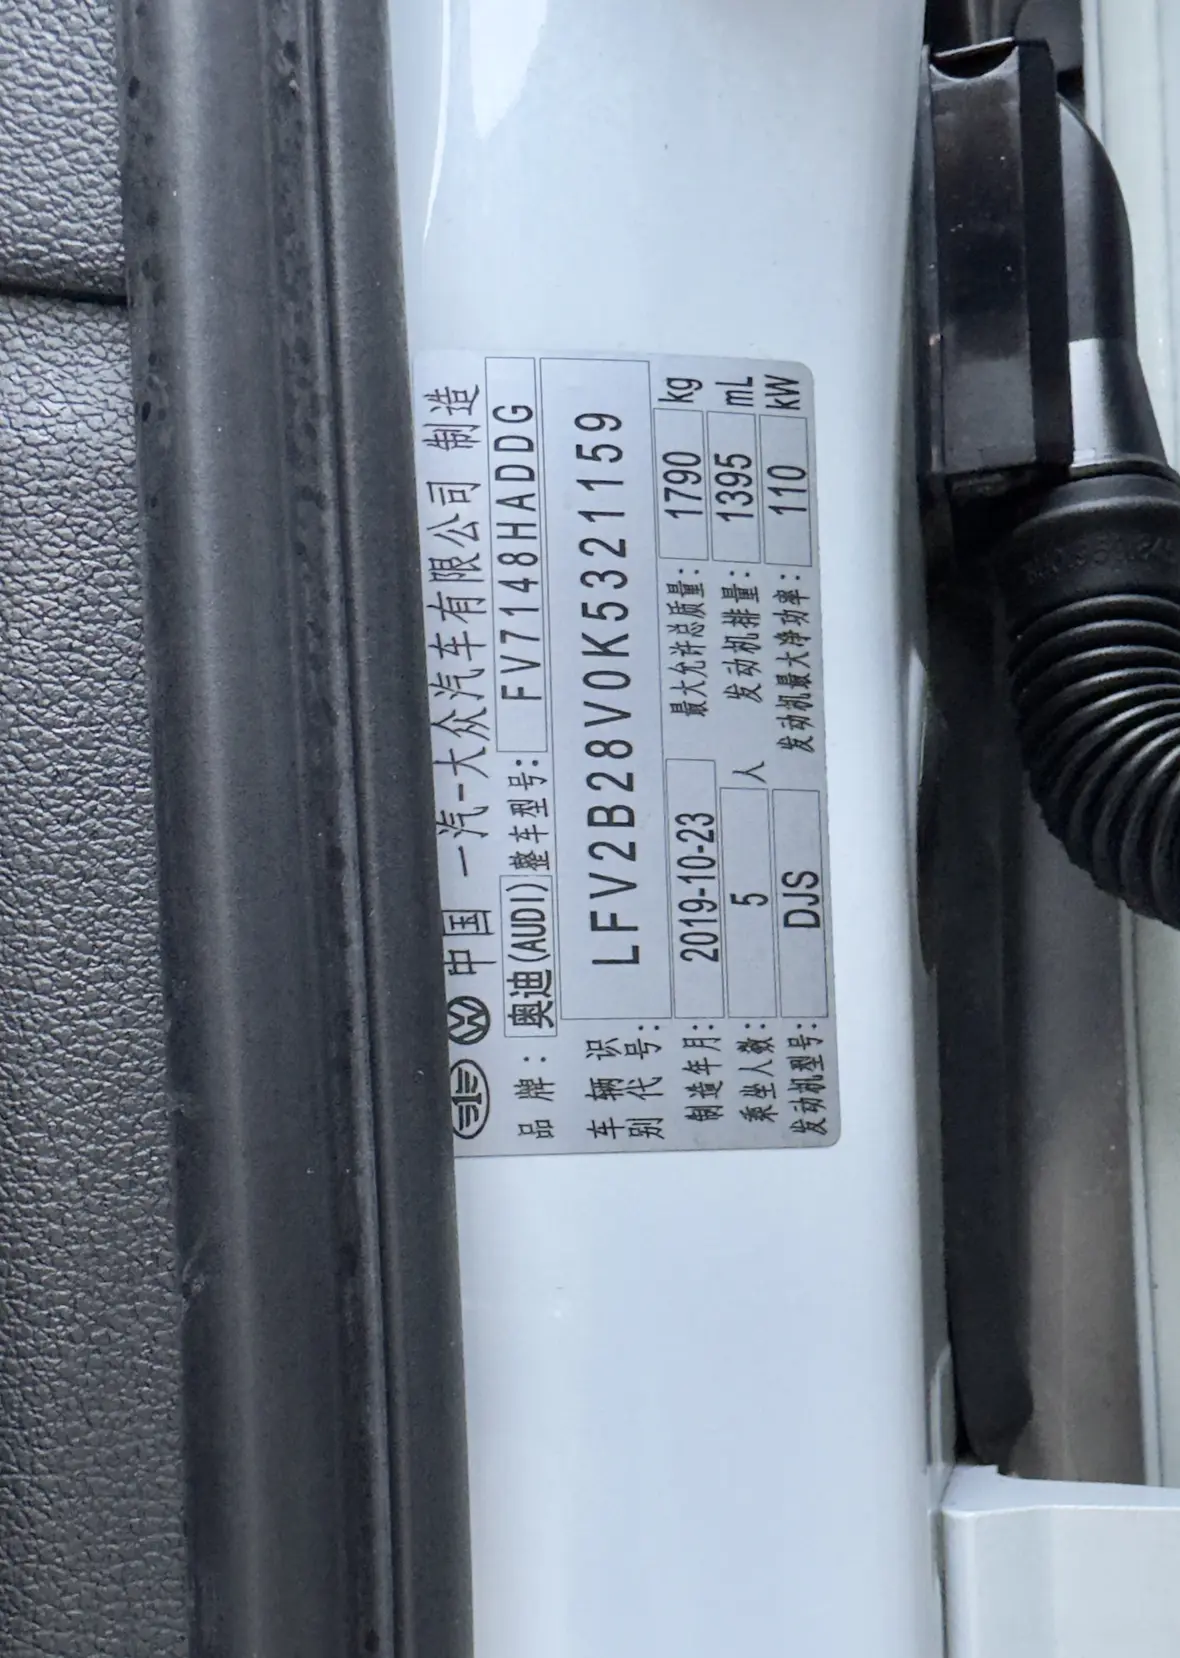 中国 一汽-大众汽车有限公司 制造
品牌: 奥迪(AUDI) 整车型号: FV7148HADDG
车辆识别代号: LFV2B28V0K5321159
制造年月: 2019-10-23 最大允许总质量: 1790 kg
乘坐人数: 5 人 发动机排量: 1395 mL
发动机型号: DJS 发动机最大净功率: 110 kW